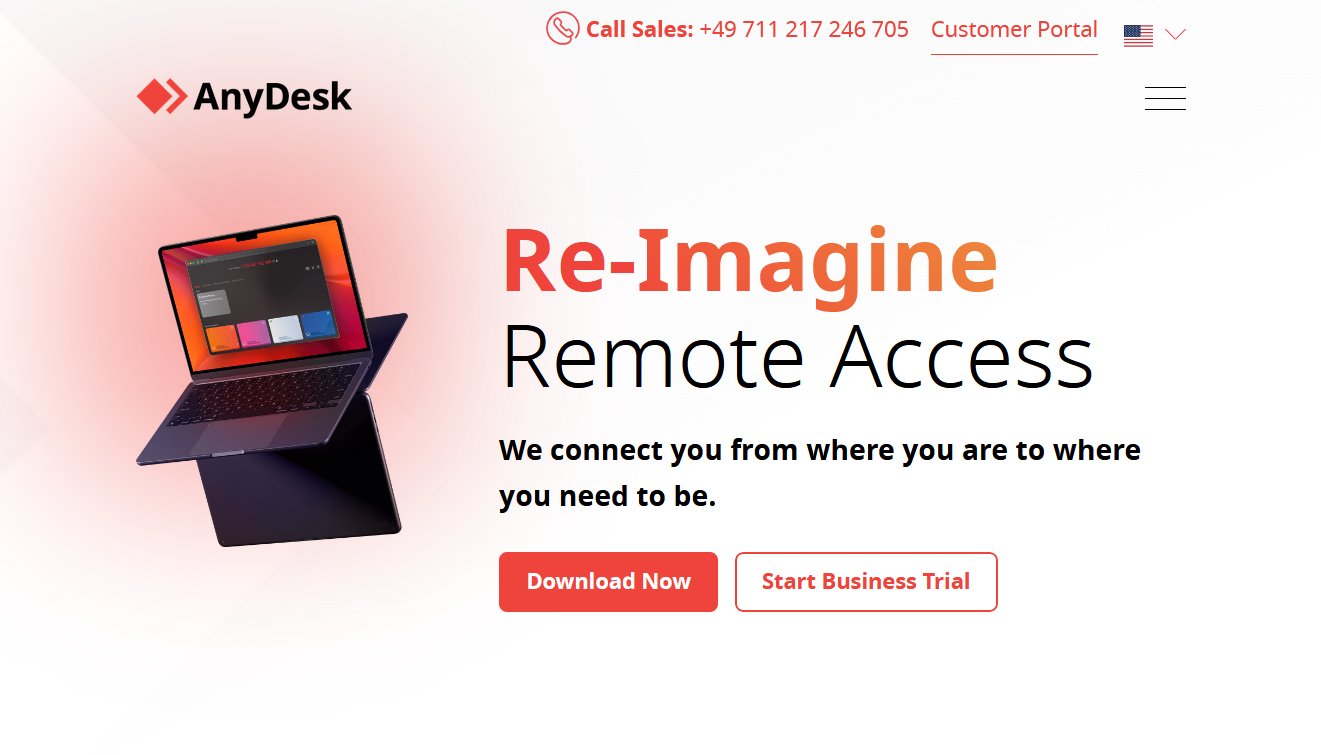 Call Sales: +49 711 217 246 705 Customer Portal
AnyDesk
Re-Imagine
Remote Access
We connect you from where you are to where
you need to be.
Download Now Start Business Trial